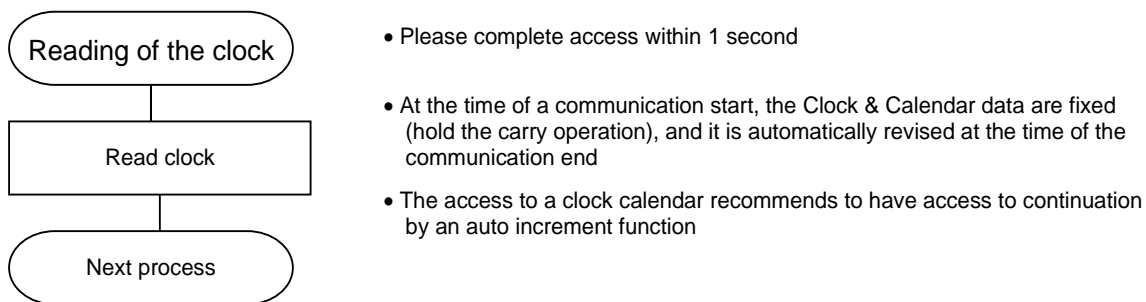 Reading of the clock
Read clock
Next process
• Please complete access within 1 second
• At the time of a communication start, the Clock & Calendar data are fixed
(hold the carry operation), and it is automatically revised at the time of the
communication end
• The access to a clock calendar recommends to have access to continuation
by an auto increment function